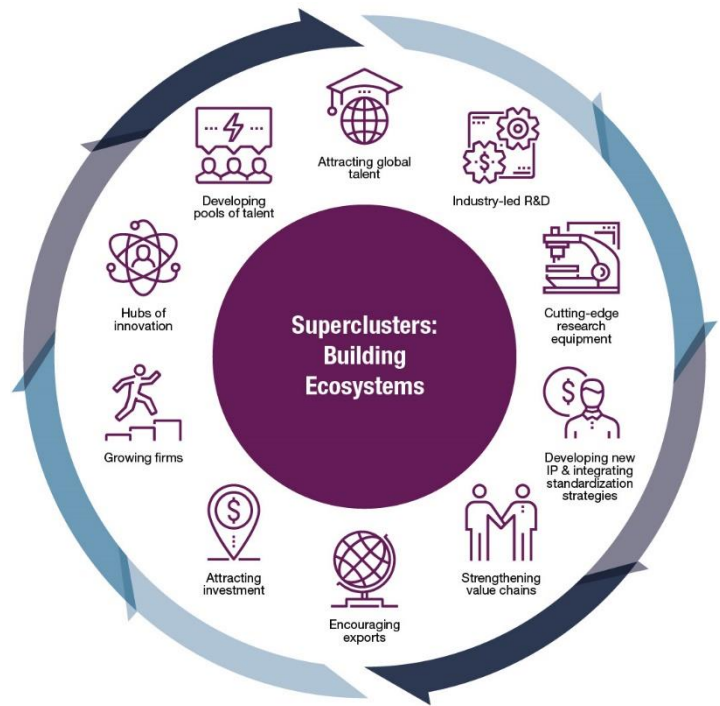 Superclusters:
Building
Ecosystems
Attracting global
talent
Industry-led R&D
Cutting-edge
research
equipment
Developing new
IP & integrating
standardization
strategies
Strengthening
value chains
Encouraging
exports
Attracting
investment
Growing firms
Hubs of
innovation
Developing
pools of talent